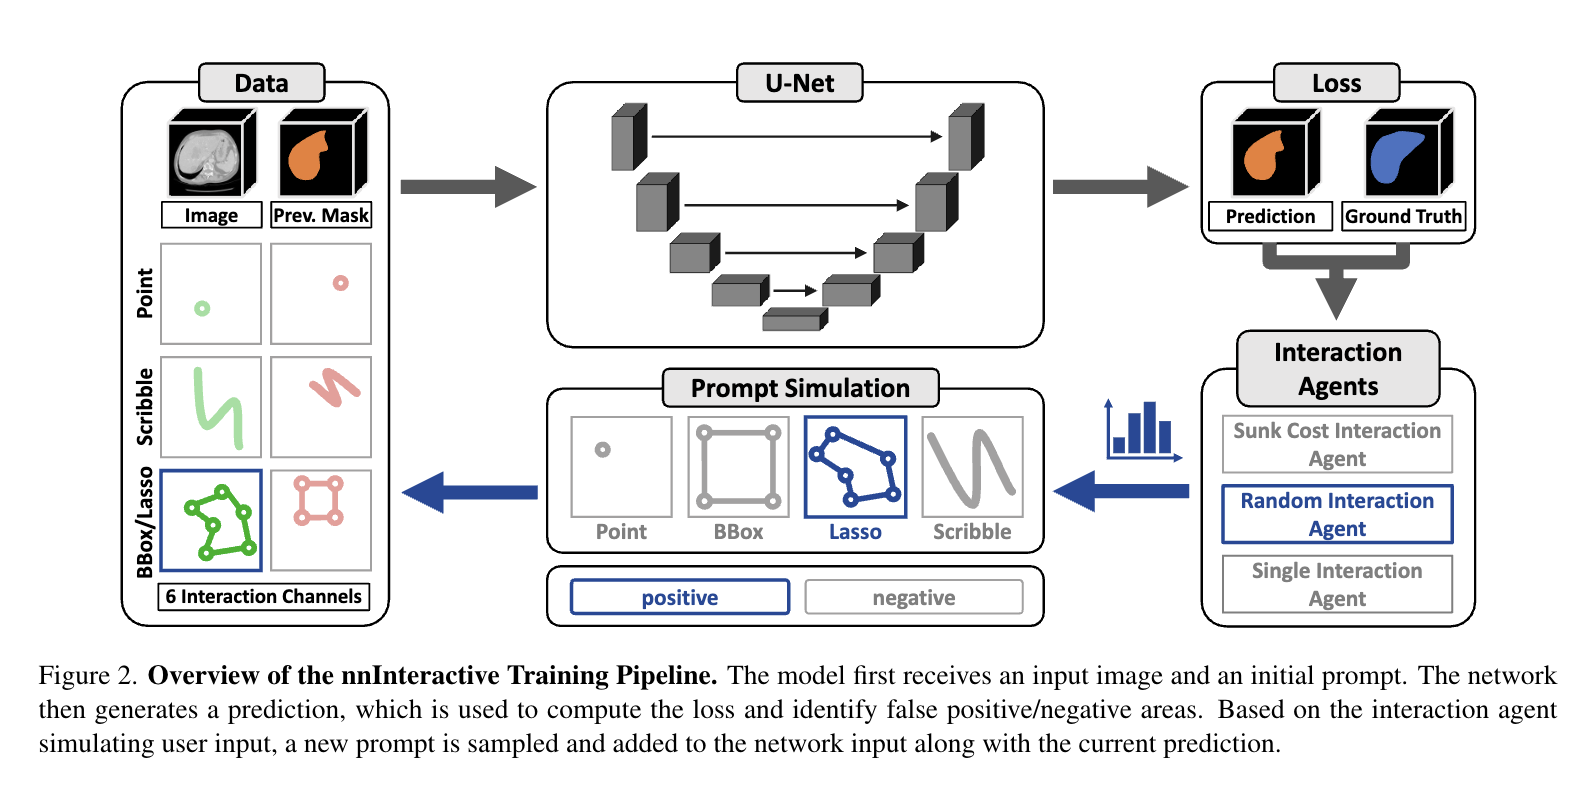 Data
Image
Prev. Mask
Point
Scribble
BBox/Lasso
6 Interaction Channels
U-Net
Loss
Prediction
Ground Truth
Interaction
Agents
Sunk Cost Interaction
Agent
Random Interaction
Agent
Single Interaction
Agent
Prompt Simulation
Point
BBox
Lasso
Scribble
positive
negative
Figure 2. Overview of the nnInteractive Training Pipeline. The model first receives an input image and an initial prompt. The network
then generates a prediction, which is used to compute the loss and identify false positive/negative areas. Based on the interaction agent
simulating user input, a new prompt is sampled and added to the network input along with the current prediction.